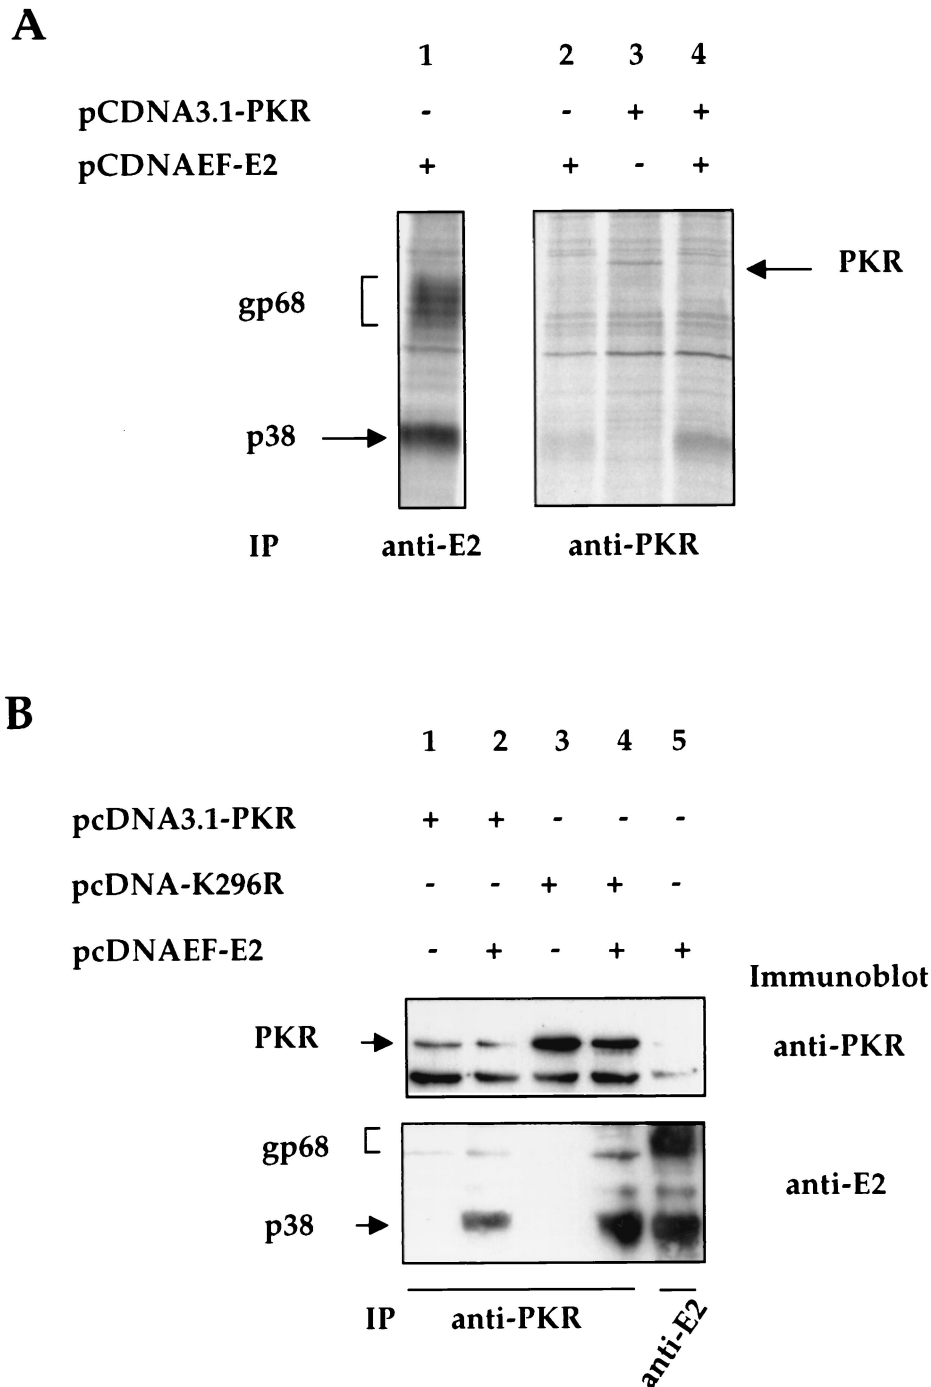 A
1 2 3 4
pCDNA3.1-PKR - - + +
pCDNAEF-E2 + + - +
PKR
gp68
p38
IP anti-E2 anti-PKR
B
1 2 3 4 5
pcDNA3.1-PKR + + - - -
pcDNA-K296R - - + + -
pcDNAEF-E2 - + - + +
Immunoblot
PKR anti-PKR
gp68
anti-E2
p38
IP anti-PKR anti-E2